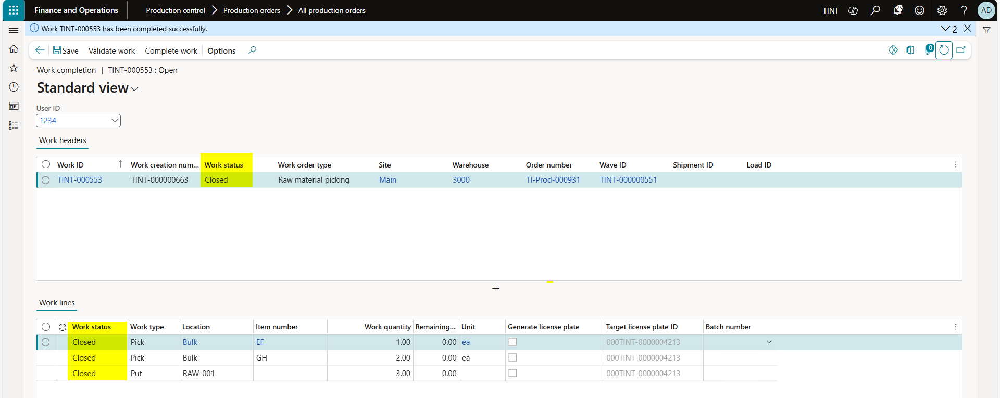 Finance and Operations Production control Production orders All production orders TINT 29 ? AD
Work TINT-000553 has been completed successfully. 2
Save Validate work Complete work Options 0
Work completion | TINT-000553 : Open
Standard view
User ID
1234
Work headers
Work ID ↑ Work creation num... Work status Work order type Site Warehouse Order number Wave ID Shipment ID Load ID
TINT-000553 TINT-000000663 Closed Raw material picking Main 3000 TI-Prod-000931 TINT-000000551
Work lines
Work status Work type Location Item number Work quantity Remaining... Unit Generate license plate Target license plate ID Batch number
Closed Pick Bulk EF 1.00 0.00 ea 000TINT-0000004213
Closed Pick Bulk GH 2.00 0.00 ea 000TINT-0000004213
Closed Put RAW-001 3.00 0.00 000TINT-0000004213